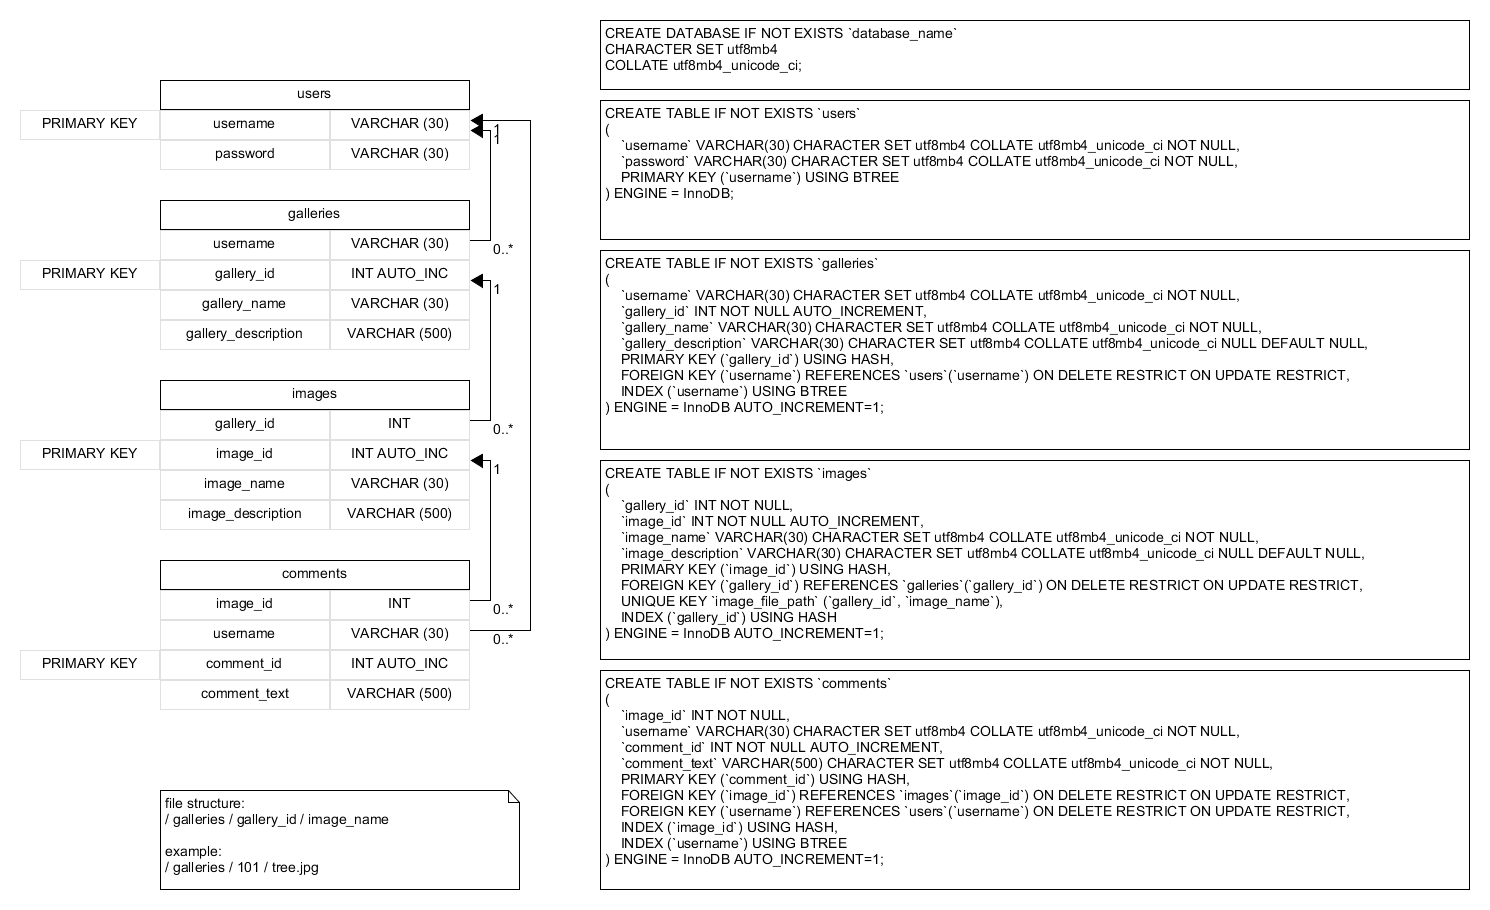 users
PRIMARY KEY username VARCHAR (30)
password VARCHAR (30)
1
1
galleries
username VARCHAR (30)
0..*
PRIMARY KEY gallery_id INT AUTO_INC
1
gallery_name VARCHAR (30)
gallery_description VARCHAR (500)
images
gallery_id INT
0..*
PRIMARY KEY image_id INT AUTO_INC
1
image_name VARCHAR (30)
image_description VARCHAR (500)
comments
image_id INT
0..*
username VARCHAR (30)
0..*
PRIMARY KEY comment_id INT AUTO_INC
comment_text VARCHAR (500)
file structure:
/ galleries / gallery_id / image_name
example:
/ galleries / 101 / tree.jpg
CREATE DATABASE IF NOT EXISTS `database_name`
CHARACTER SET utf8mb4
COLLATE utf8mb4_unicode_ci;
CREATE TABLE IF NOT EXISTS `users`
(
`username` VARCHAR(30) CHARACTER SET utf8mb4 COLLATE utf8mb4_unicode_ci NOT NULL,
`password` VARCHAR(30) CHARACTER SET utf8mb4 COLLATE utf8mb4_unicode_ci NOT NULL,
PRIMARY KEY (`username`) USING BTREE
) ENGINE = InnoDB;
CREATE TABLE IF NOT EXISTS `galleries`
(
`username` VARCHAR(30) CHARACTER SET utf8mb4 COLLATE utf8mb4_unicode_ci NOT NULL,
`gallery_id` INT NOT NULL AUTO_INCREMENT,
`gallery_name` VARCHAR(30) CHARACTER SET utf8mb4 COLLATE utf8mb4_unicode_ci NOT NULL,
`gallery_description` VARCHAR(30) CHARACTER SET utf8mb4 COLLATE utf8mb4_unicode_ci NULL DEFAULT NULL,
PRIMARY KEY (`gallery_id`) USING HASH,
FOREIGN KEY (`username`) REFERENCES `users`(`username`) ON DELETE RESTRICT ON UPDATE RESTRICT,
INDEX (`username`) USING BTREE
) ENGINE = InnoDB AUTO_INCREMENT=1;
CREATE TABLE IF NOT EXISTS `images`
(
`gallery_id` INT NOT NULL,
`image_id` INT NOT NULL AUTO_INCREMENT,
`image_name` VARCHAR(30) CHARACTER SET utf8mb4 COLLATE utf8mb4_unicode_ci NOT NULL,
`image_description` VARCHAR(30) CHARACTER SET utf8mb4 COLLATE utf8mb4_unicode_ci NULL DEFAULT NULL,
PRIMARY KEY (`image_id`) USING HASH,
FOREIGN KEY (`gallery_id`) REFERENCES `galleries`(`gallery_id`) ON DELETE RESTRICT ON UPDATE RESTRICT,
UNIQUE KEY `image_file_path` (`gallery_id`, `image_name`),
INDEX (`gallery_id`) USING HASH
) ENGINE = InnoDB AUTO_INCREMENT=1;
CREATE TABLE IF NOT EXISTS `comments`
(
`image_id` INT NOT NULL,
`username` VARCHAR(30) CHARACTER SET utf8mb4 COLLATE utf8mb4_unicode_ci NOT NULL,
`comment_id` INT NOT NULL AUTO_INCREMENT,
`comment_text` VARCHAR(500) CHARACTER SET utf8mb4 COLLATE utf8mb4_unicode_ci NOT NULL,
PRIMARY KEY (`comment_id`) USING HASH,
FOREIGN KEY (`image_id`) REFERENCES `images`(`image_id`) ON DELETE RESTRICT ON UPDATE RESTRICT,
FOREIGN KEY (`username`) REFERENCES `users`(`username`) ON DELETE RESTRICT ON UPDATE RESTRICT,
INDEX (`image_id`) USING HASH,
INDEX (`username`) USING BTREE
) ENGINE = InnoDB AUTO_INCREMENT=1;